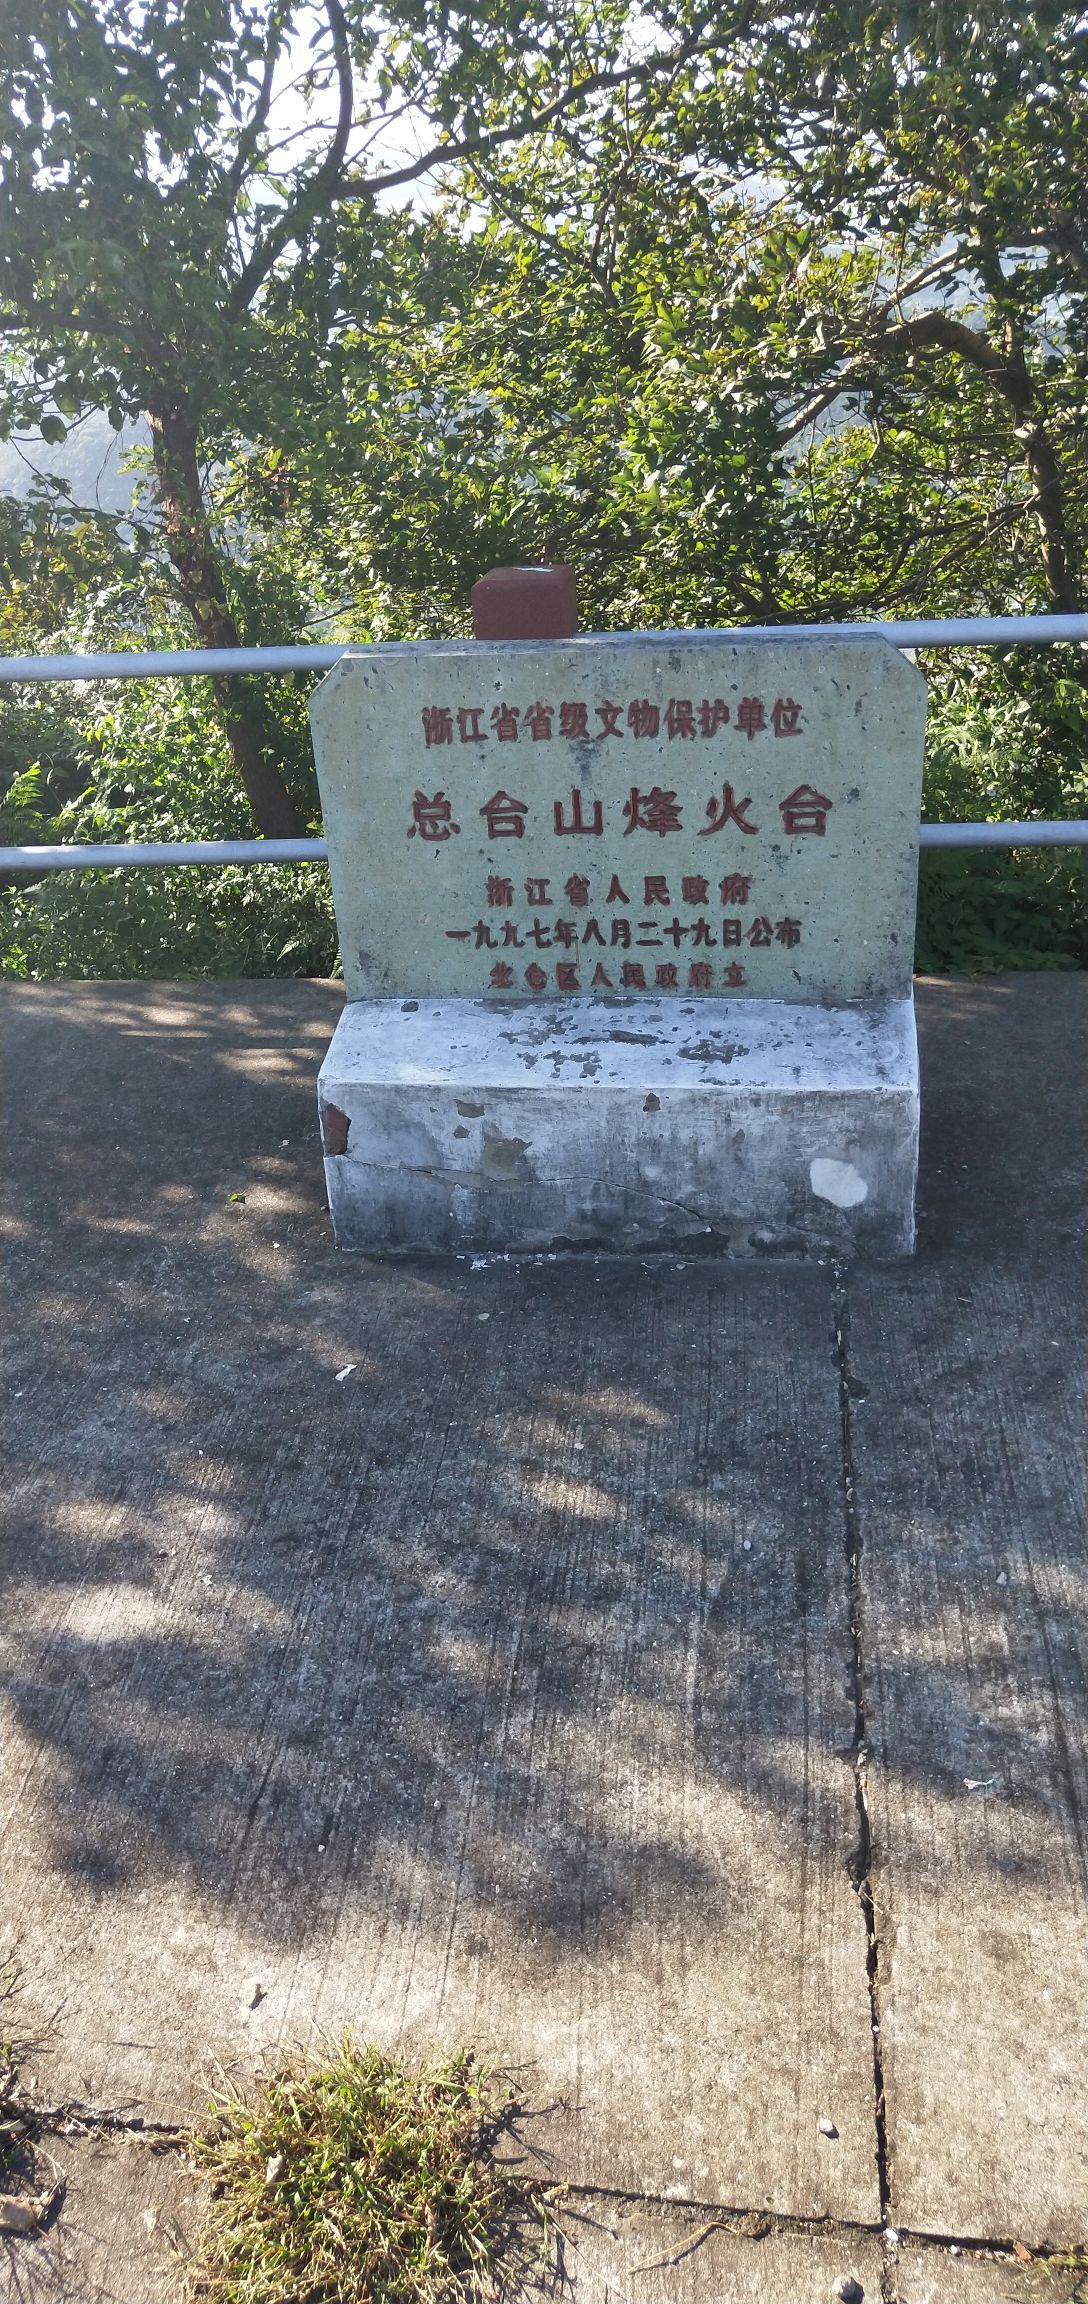 浙江省省级文物保护单位
总台山烽火台
浙江省人民政府
一九九七年八月二十九日公布
北仑区人民政府立